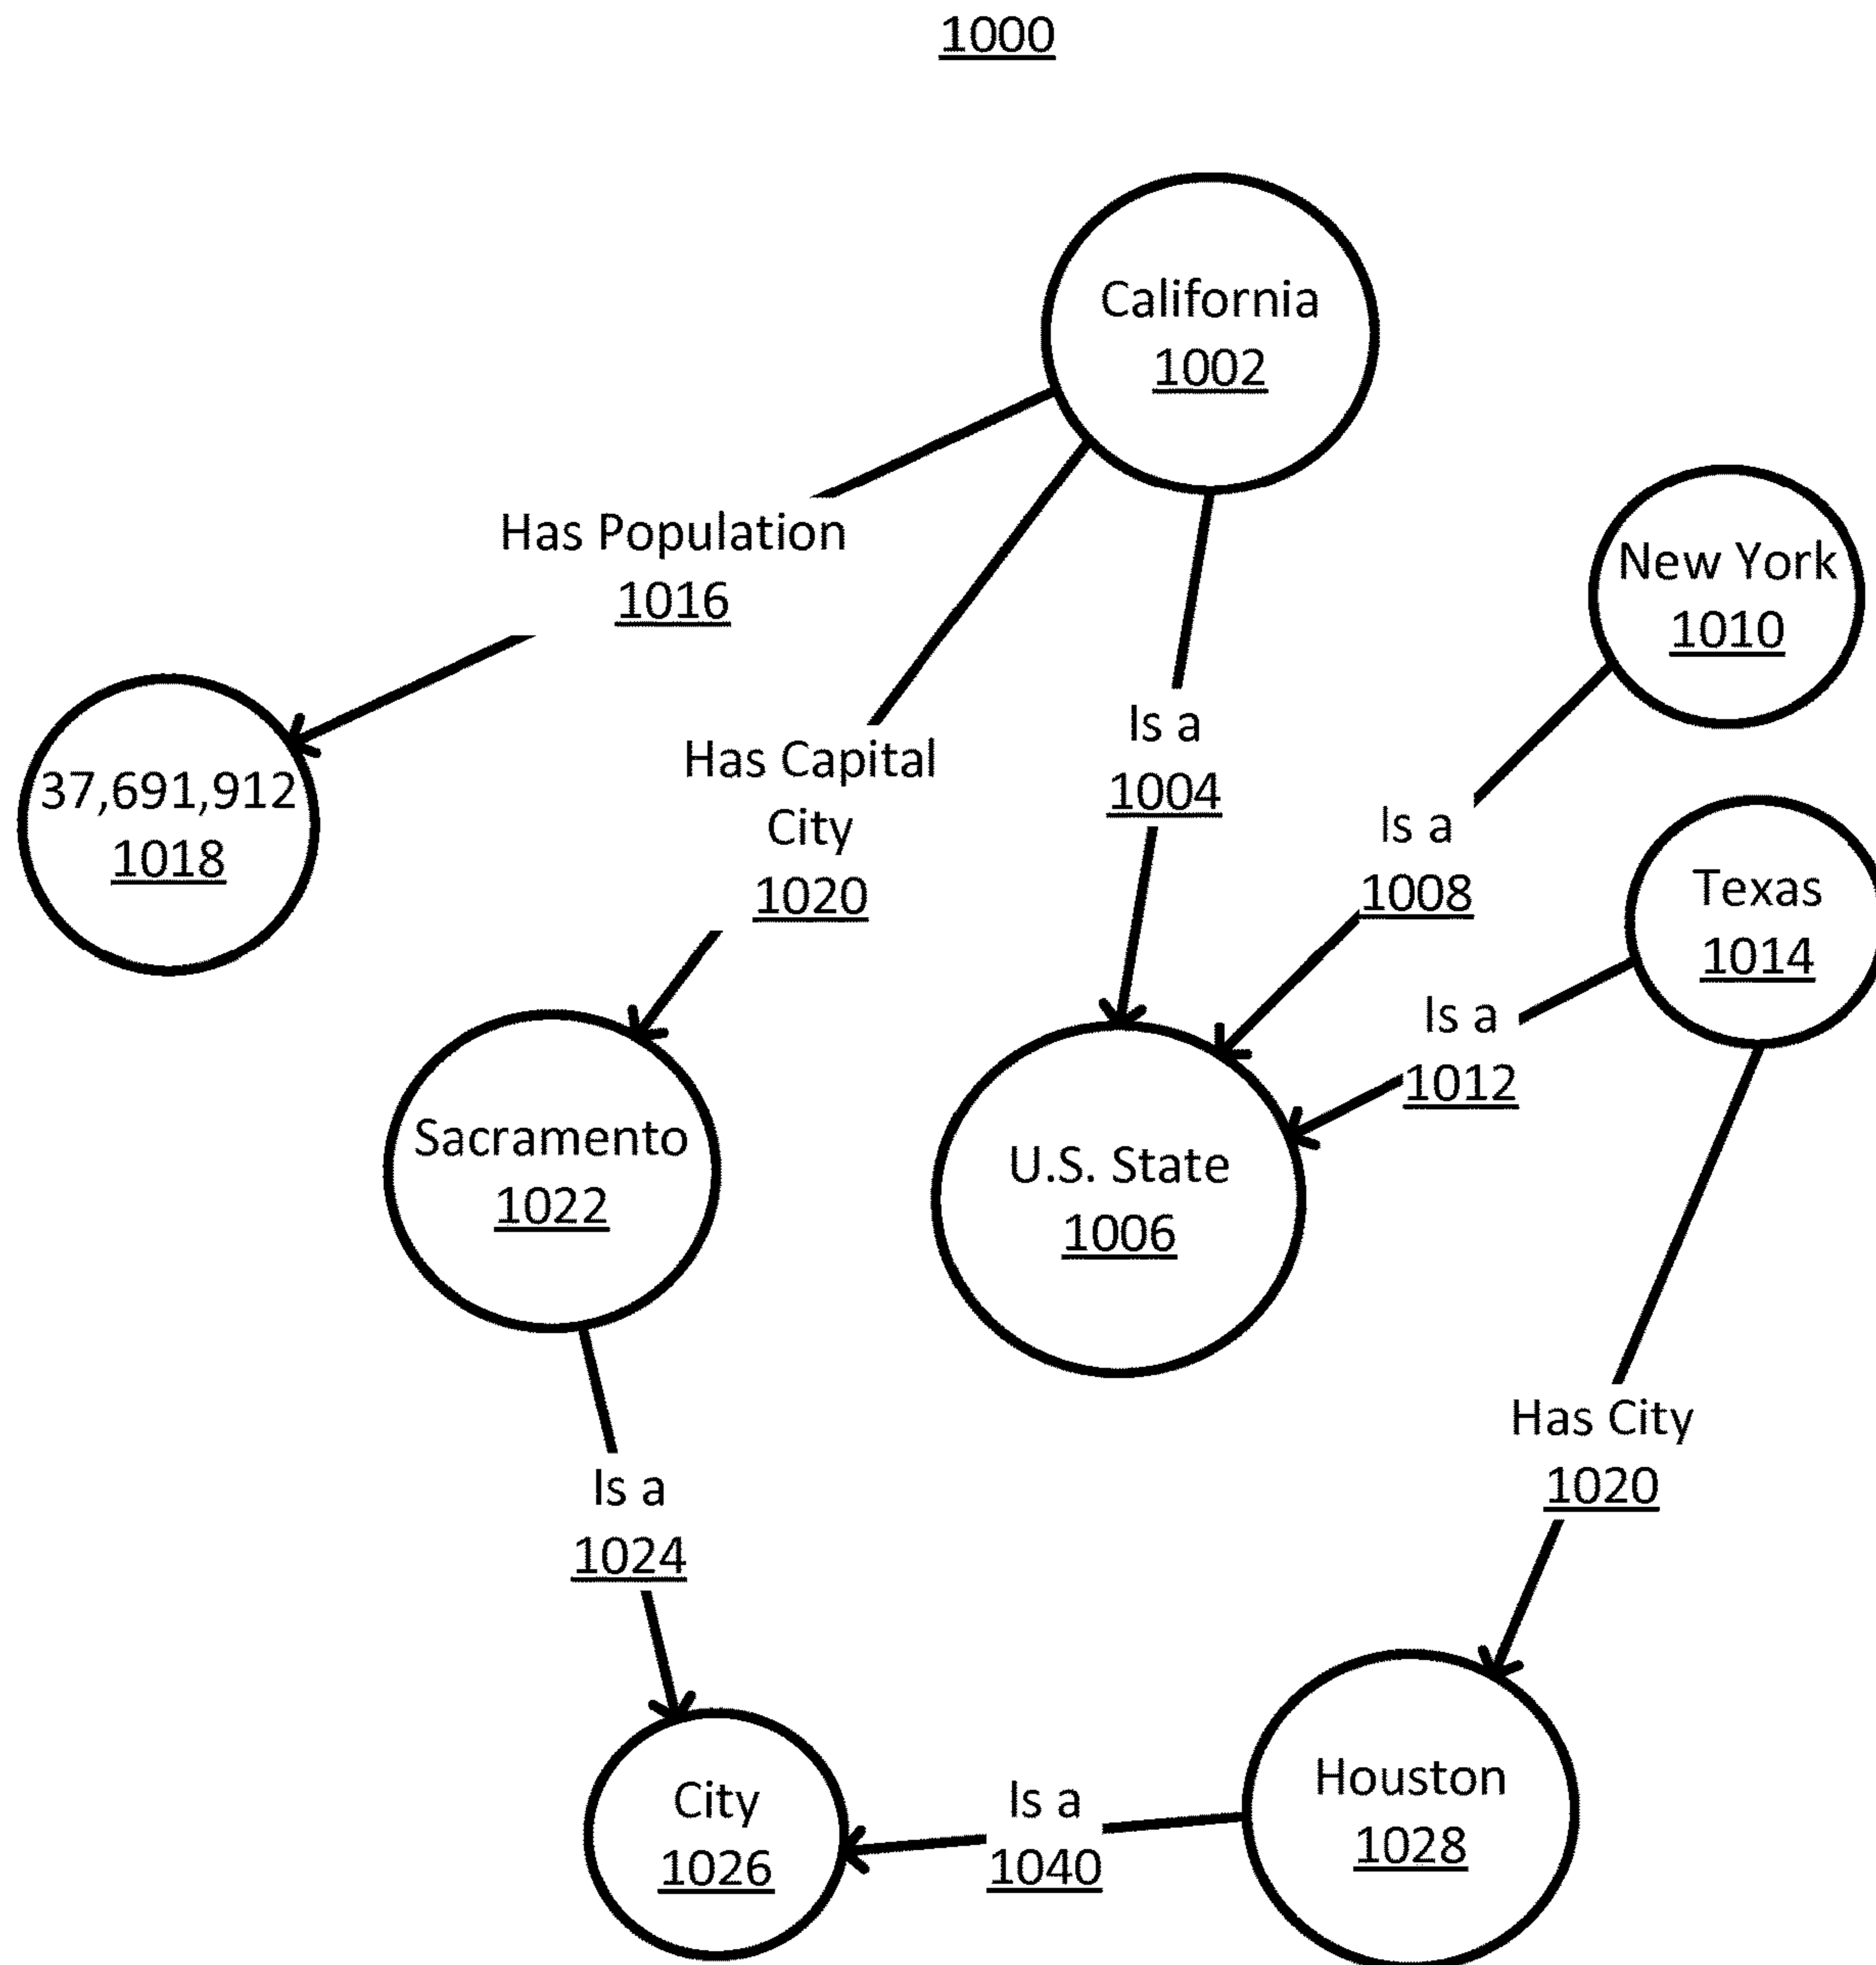 1000
California
1002
Has Population
1016
New York
1010
37,691,912
1018
Has Capital
City
1020
Is a
1004
Is a
1008
Texas
1014
Is a
1012
Sacramento
1022
U.S. State
1006
Has City
1020
Is a
1024
City
1026
Is a
1040
Houston
1028